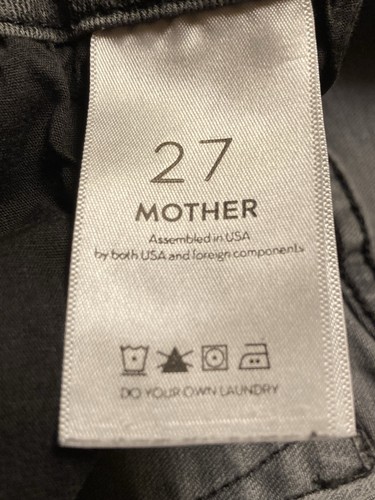 27
MOTHER
Assembled in USA
by both USA and foreign components
DO YOUR OWN LAUNDRY